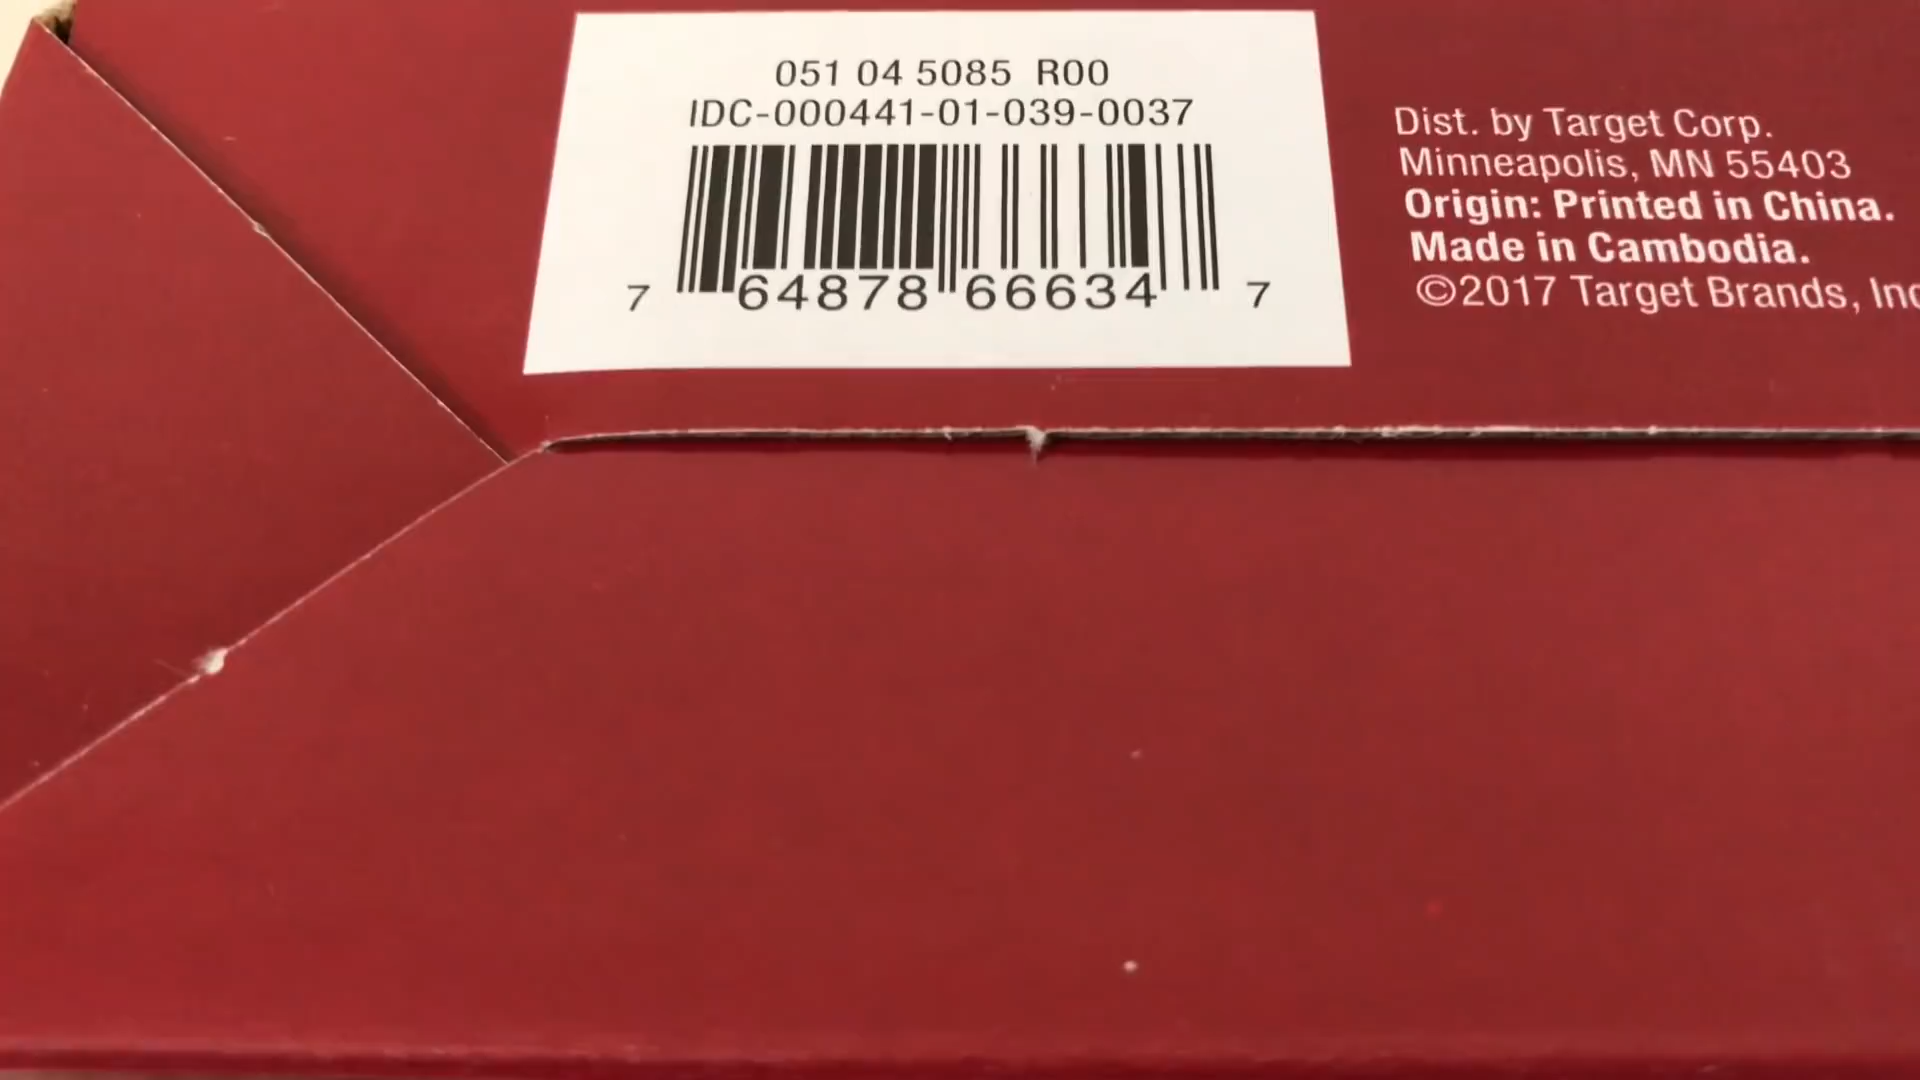 051 04 5085 R00
IDC-000441-01-039-0037
7 64878 66634 7
Dist. by Target Corp.
Minneapolis, MN 55403
Origin: Printed in China.
Made in Cambodia.
©2017 Target Brands, Inc